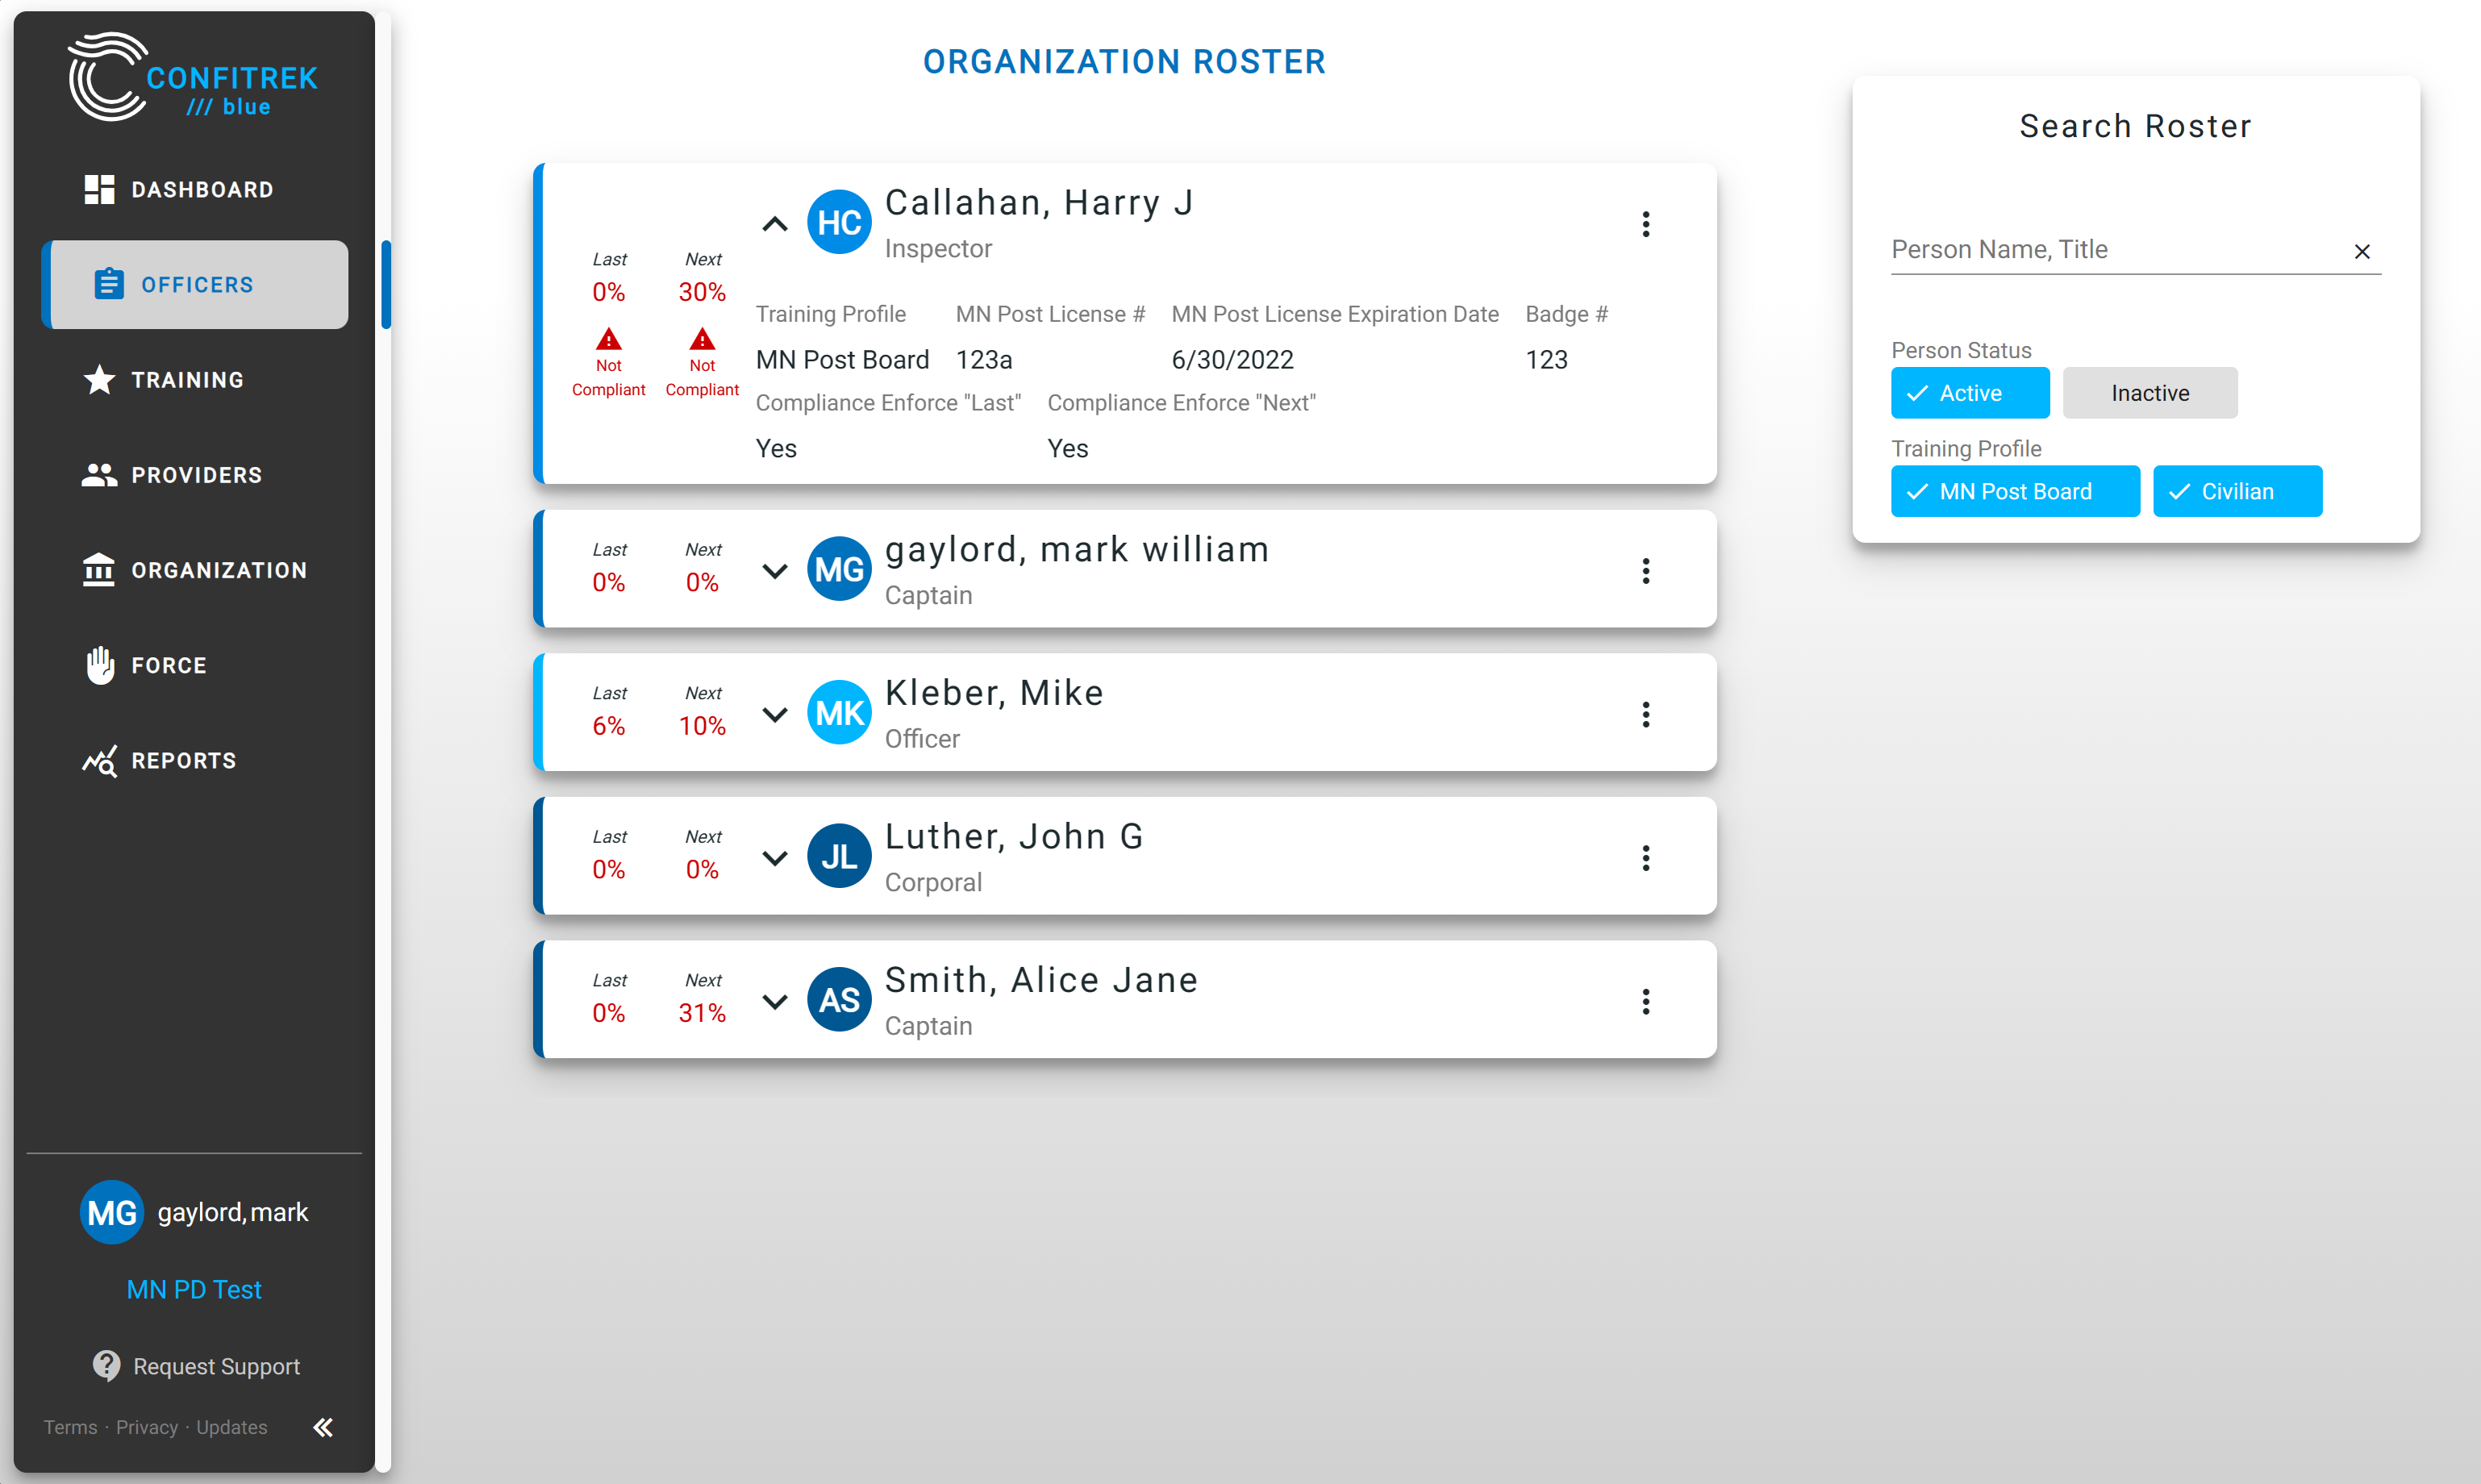 CONFITREK
/// blue
DASHBOARD
OFFICERS
TRAINING
PROVIDERS
ORGANIZATION
FORCE
REPORTS
MG gaylord, mark
MN PD Test
Request Support
Terms · Privacy · Updates
ORGANIZATION ROSTER
HC Callahan, Harry J
Inspector
Last Next
0% 30%
Not Compliant
Not Compliant
Training Profile MN Post License # MN Post License Expiration Date Badge #
MN Post Board 123a 6/30/2022 123
Compliance Enforce "Last" Compliance Enforce "Next"
Yes Yes
Last Next
0% 0%
MG gaylord, mark william
Captain
Last Next
6% 10%
MK Kleber, Mike
Officer
Last Next
0% 0%
JL Luther, John G
Corporal
Last Next
0% 31%
AS Smith, Alice Jane
Captain
Search Roster
Person Name, Title
Person Status
Active Inactive
Training Profile
MN Post Board Civilian